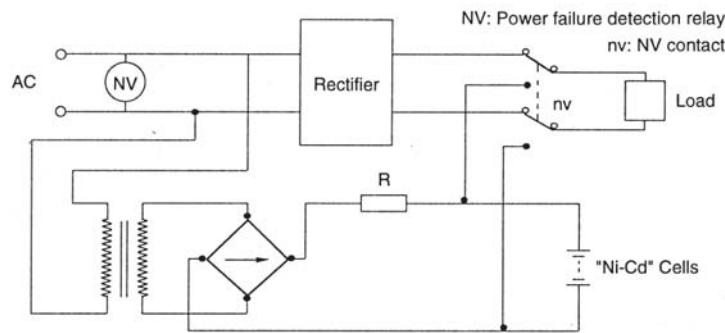 NV: Power failure detection relay
nv: NV contact
AC
NV
Rectifier
nv
Load
R
"Ni-Cd" Cells